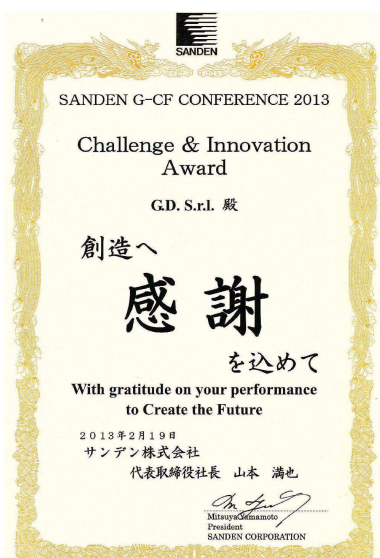 SANDEN
SANDEN G-CF CONFERENCE 2013
Challenge & Innovation
Award
G.D. S.r.l. 殿
創造へ
感謝
を込めて
With gratitude on your performance
to Create the Future
2013年2月19日
サンデン株式会社
代表取締役社長 山本 満也
Mitsuya Yamamoto
President
SANDEN CORPORATION